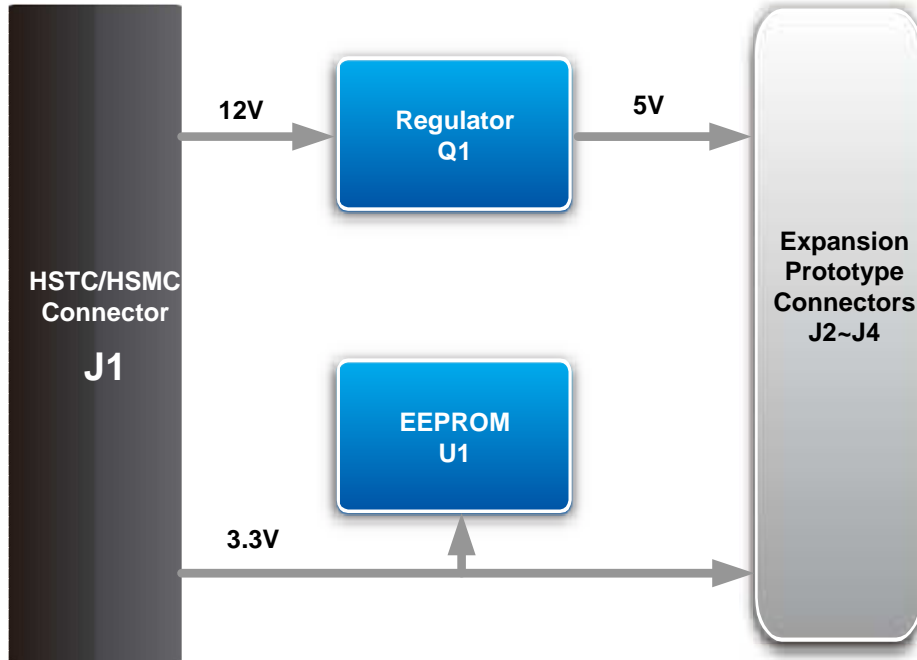 12V
Regulator
Q1
5V
HSTC/HSMC
Connector
J1
Expansion
Prototype
Connectors
J2~J4
EEPROM
U1
3.3V